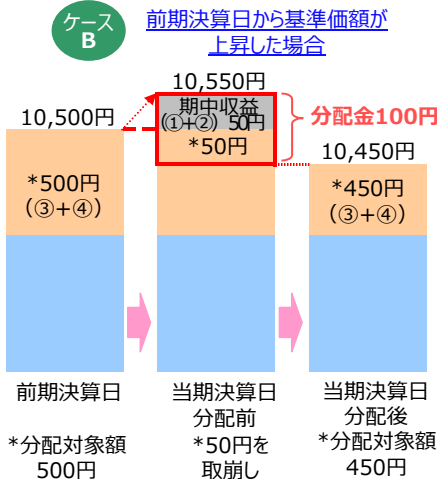 ケース
B
前期決算日から基準価額が
上昇した場合
10,550円
10,500円
期中収益
(①+②) 50円
*50円
分配金100円
10,450円
*500円
(③+④)
*450円
(③+④)
前期決算日
*分配対象額
500円
当期決算日
分配前
*50円を
取崩し
当期決算日
分配後
*分配対象額
450円